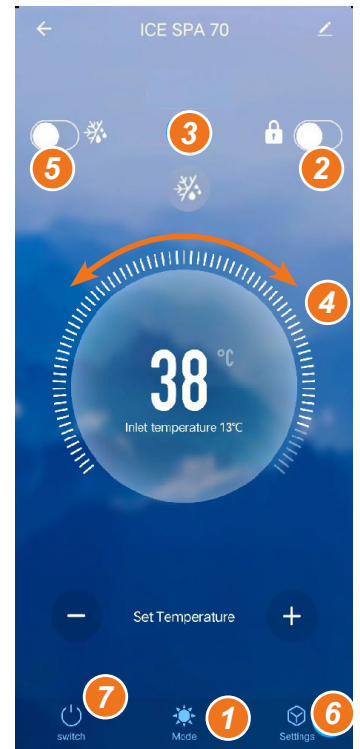 ICE SPA 70
3
5
2
4
38 °C
Inlet temperature 13°C
− Set Temperature +
7
1
6
switch Mode Settings